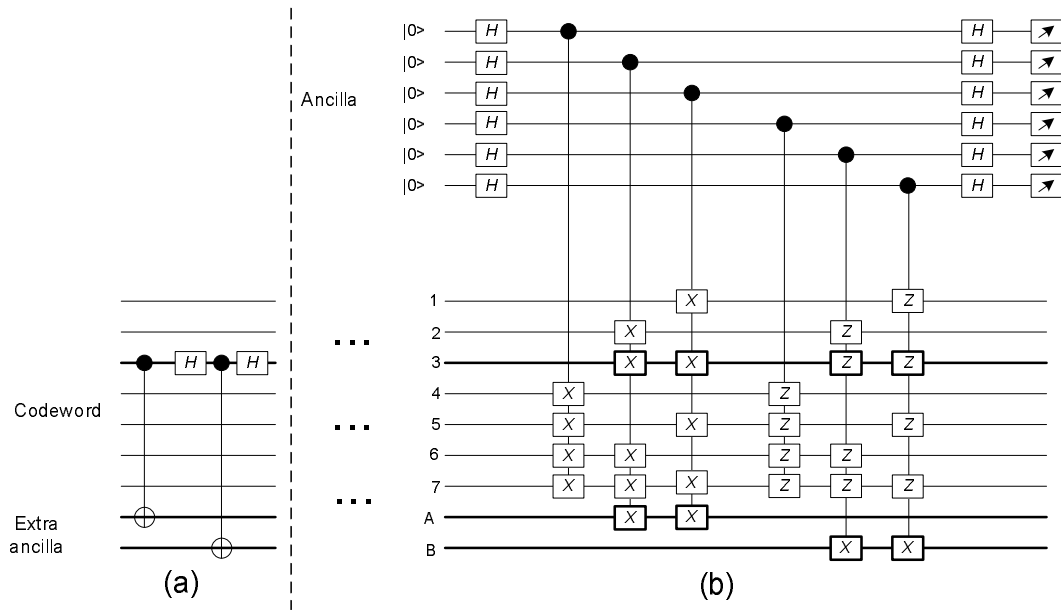 |0> H H
|0> H H
Ancilla
|0> H H
|0> H H
|0> H H
|0> H H
1 X Z
2 X Z
...
H H 3 X X Z Z
4 X Z
Codeword
... 5 X X Z Z
6 X X Z Z
7 X X X Z Z Z
...
Extra
ancilla
A X X
B X X
(a) (b)